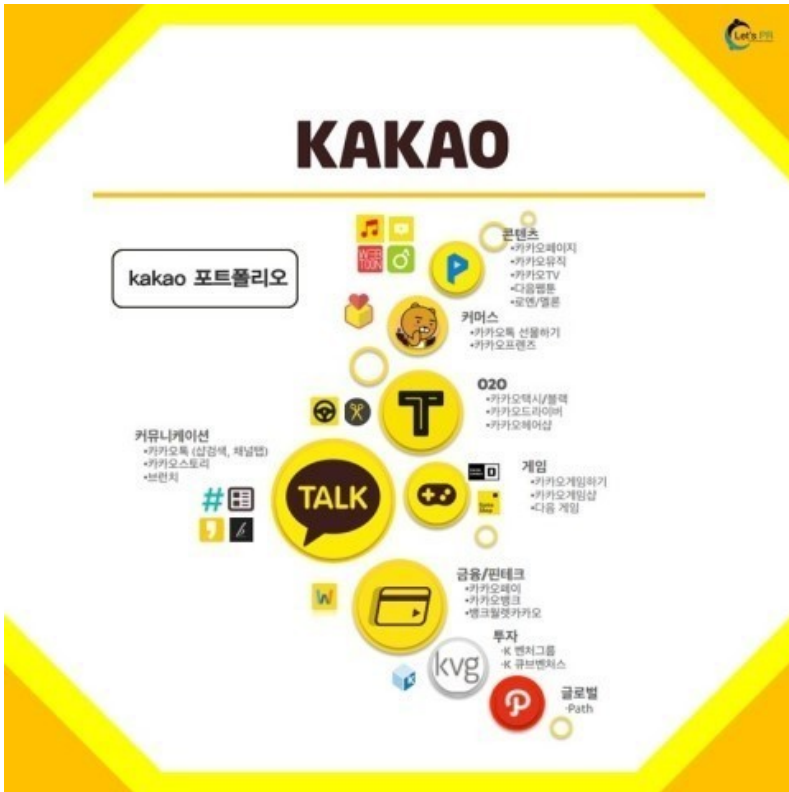 Let's PR
KAKAO
kakao 포트폴리오
콘텐츠
•카카오페이지
•카카오뮤직
•카카오TV
•다음웹툰
•로엔/멜론
WEB
TOON
커머스
•카카오톡 선물하기
•카카오프렌즈
O2O
•카카오택시/블랙
•카카오드라이버
•카카오헤어샵
T
커뮤니케이션
•카카오톡 (샵검색, 채널탭)
•카카오스토리
•브런치
#
TALK
게임
•카카오게임하기
•카카오게임샵
•다음 게임
금융/핀테크
•카카오페이
•카카오뱅크
•뱅크월렛카카오
W
투자
·K 벤처그룹
·K 큐브벤처스
kvg
K
글로벌
·Path